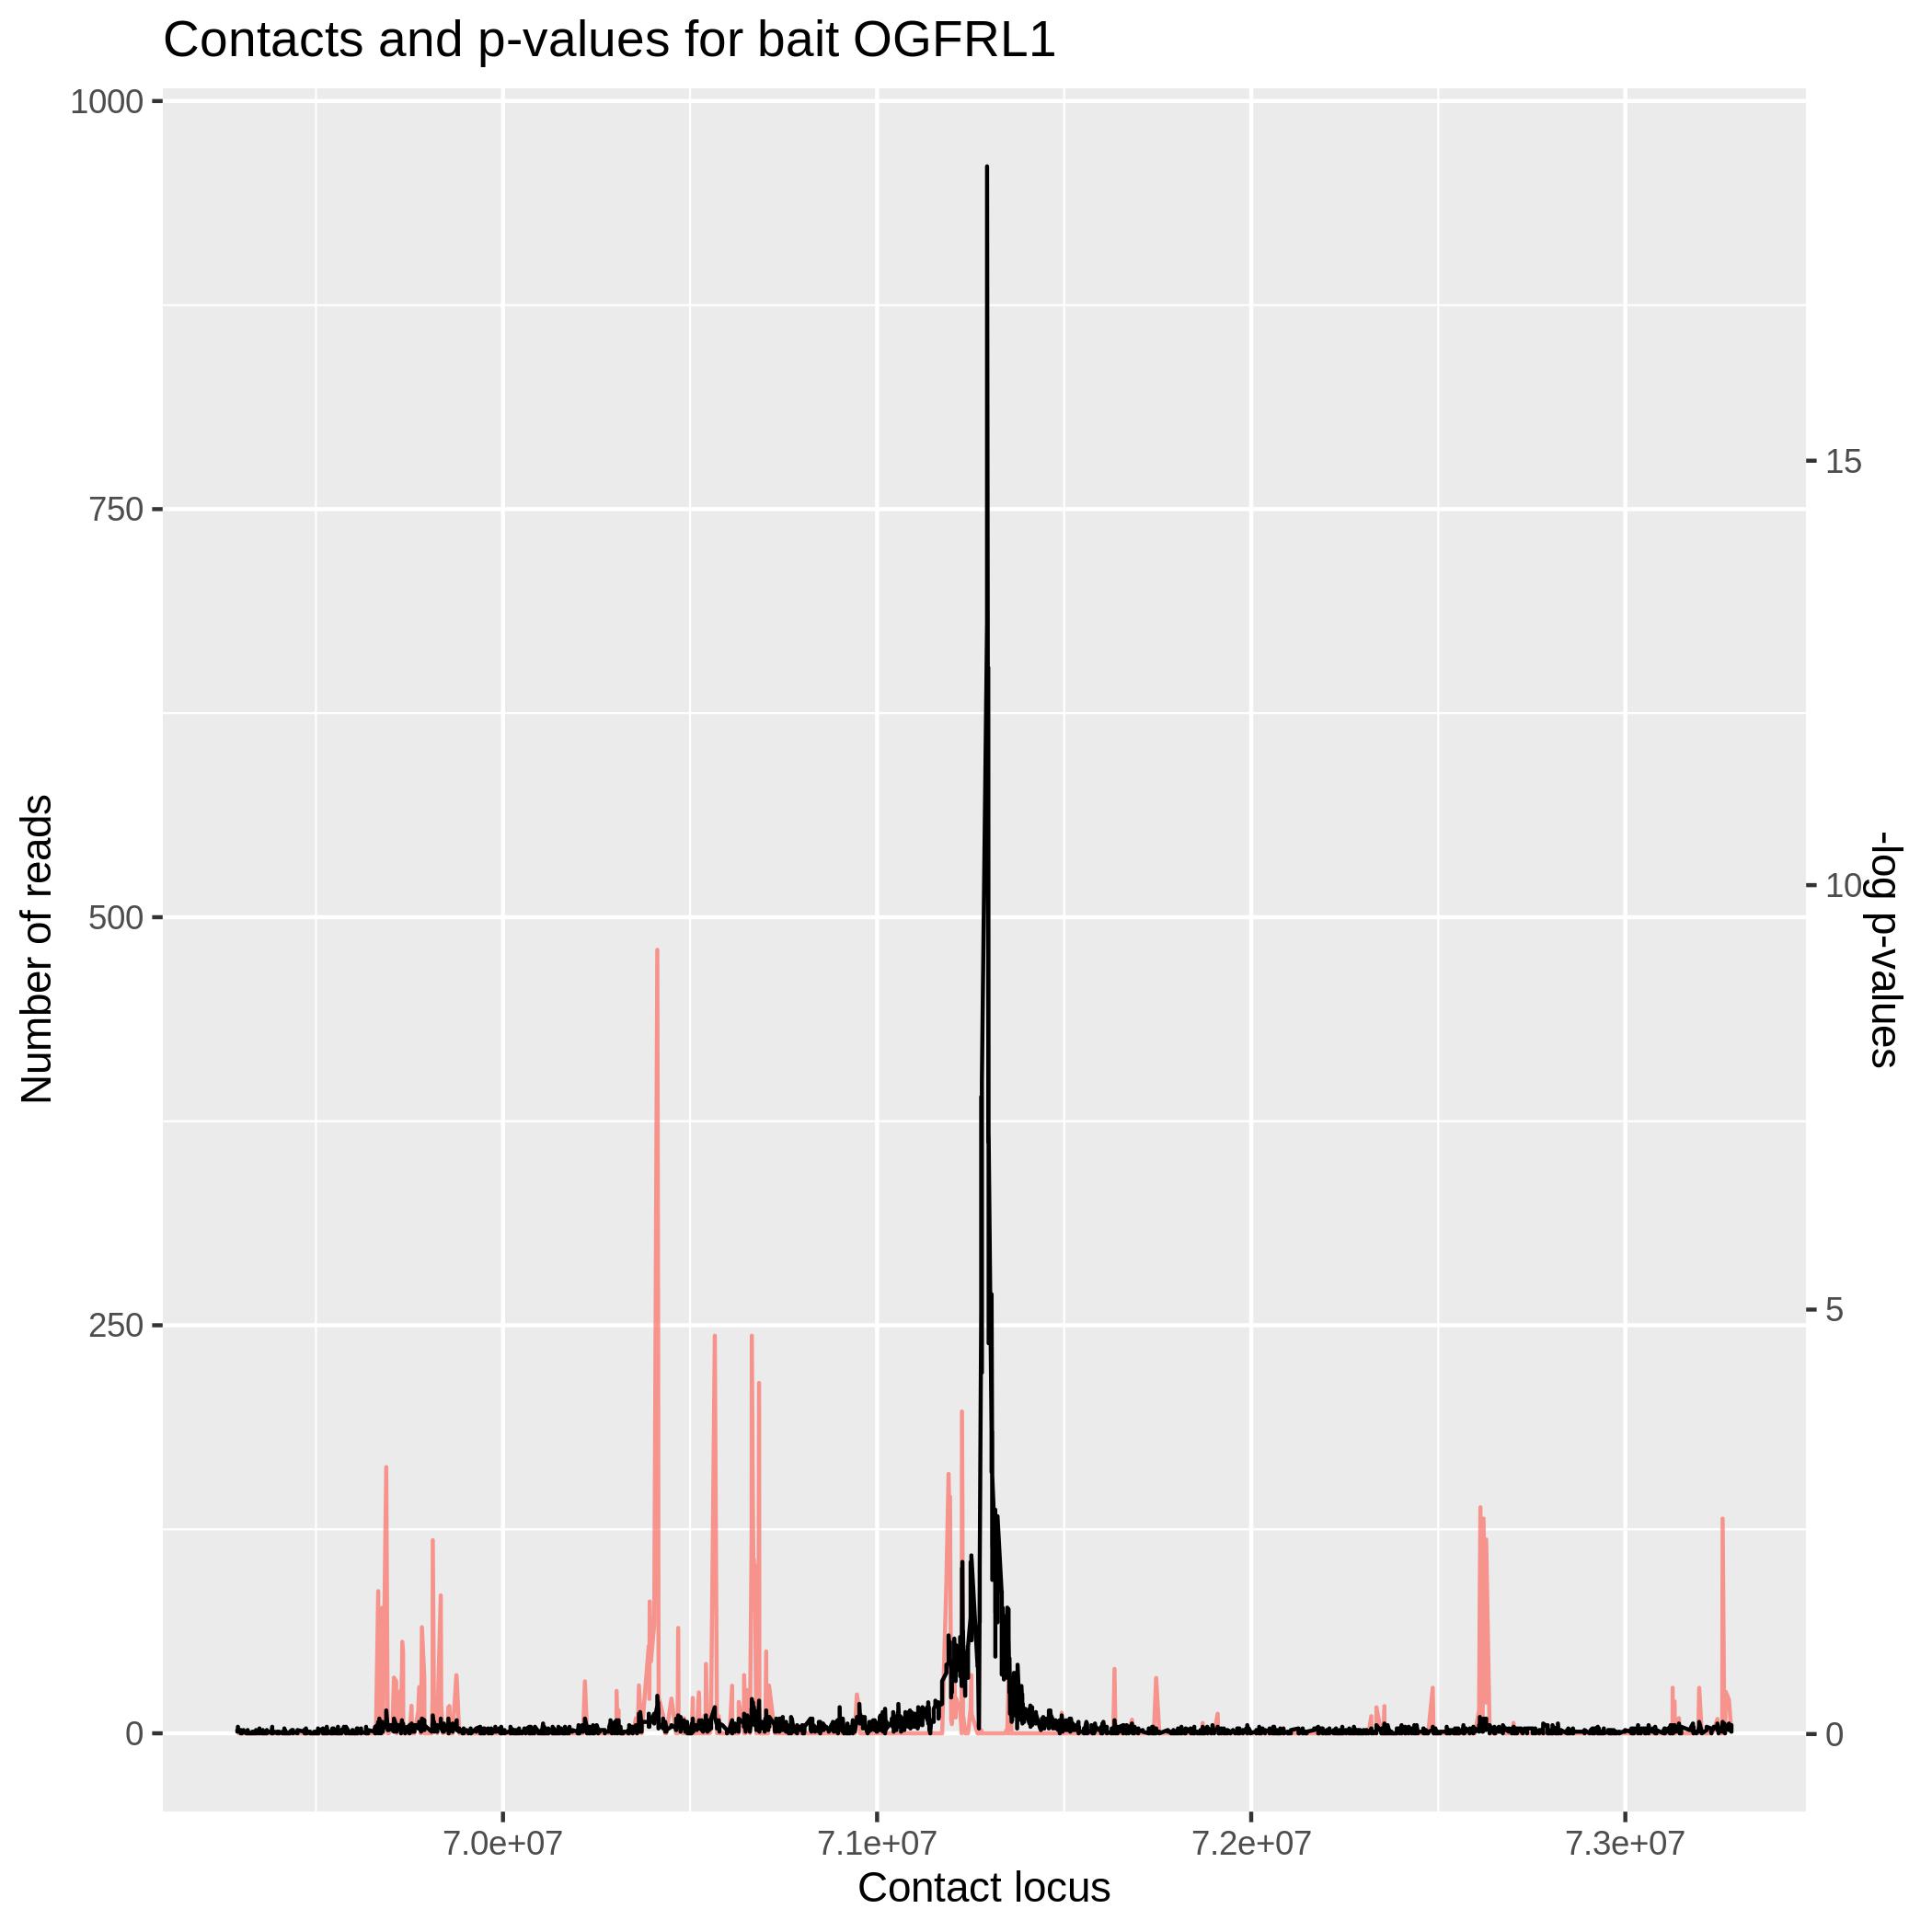 Contacts and p-values for bait OGFRL1
1000
750
500
250
0
Number of reads
15
10
5
0
-log p-values
7.0e+07
7.1e+07
7.2e+07
7.3e+07
Contact locus